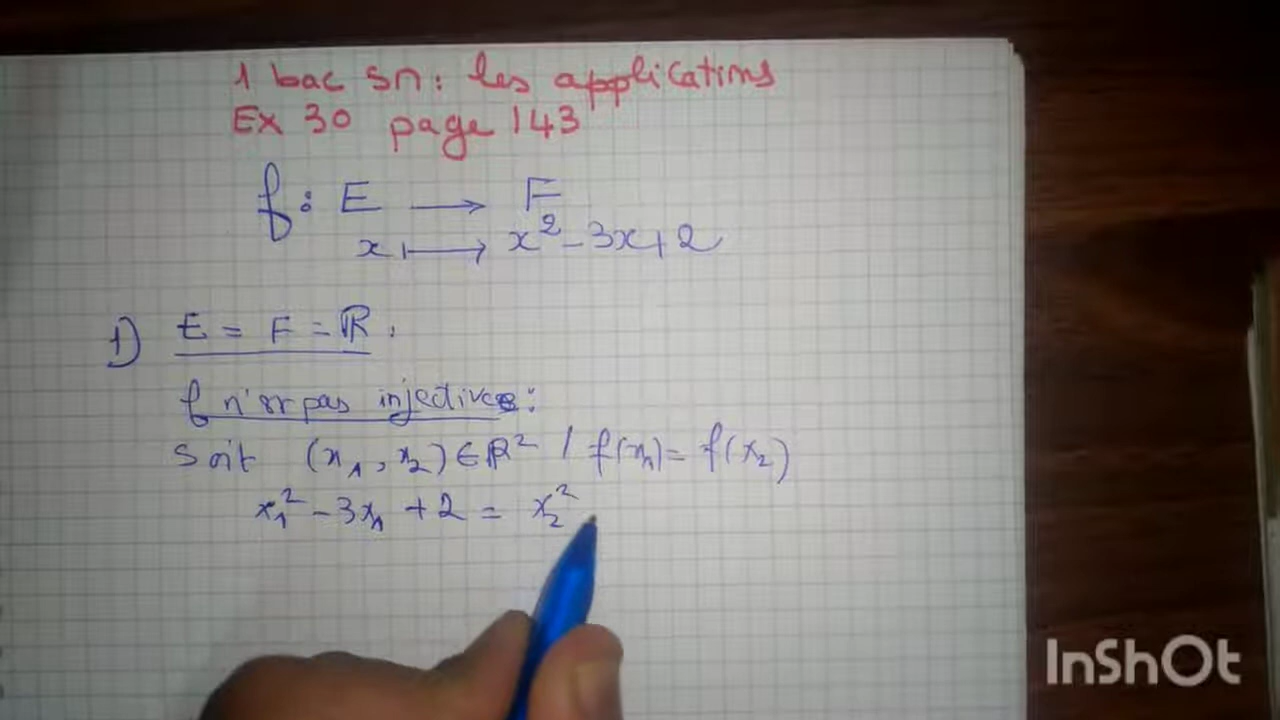 1 bac sm : les applications
Ex 30 page 143
f : E ⟶ F
x ⟼ x² - 3x + 2
1) E = F = ℝ.
f n'est pas injective :
Soit (x₁, x₂) ∈ ℝ² / f(x₁) = f(x₂)
x₁² - 3x₁ + 2 = x₂²
InShOt